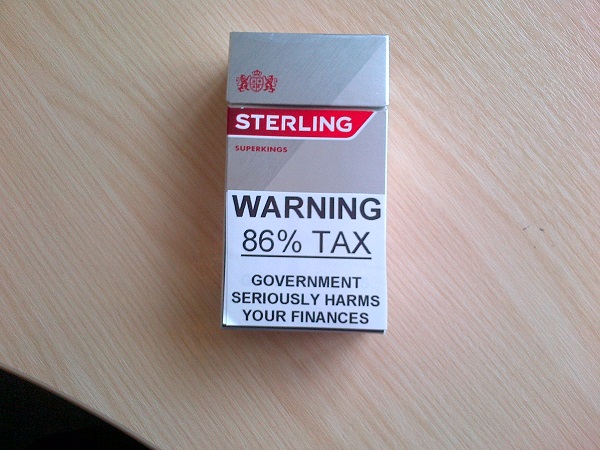 STERLING
SUPERKINGS
WARNING
86% TAX
GOVERNMENT
SERIOUSLY HARMS
YOUR FINANCES